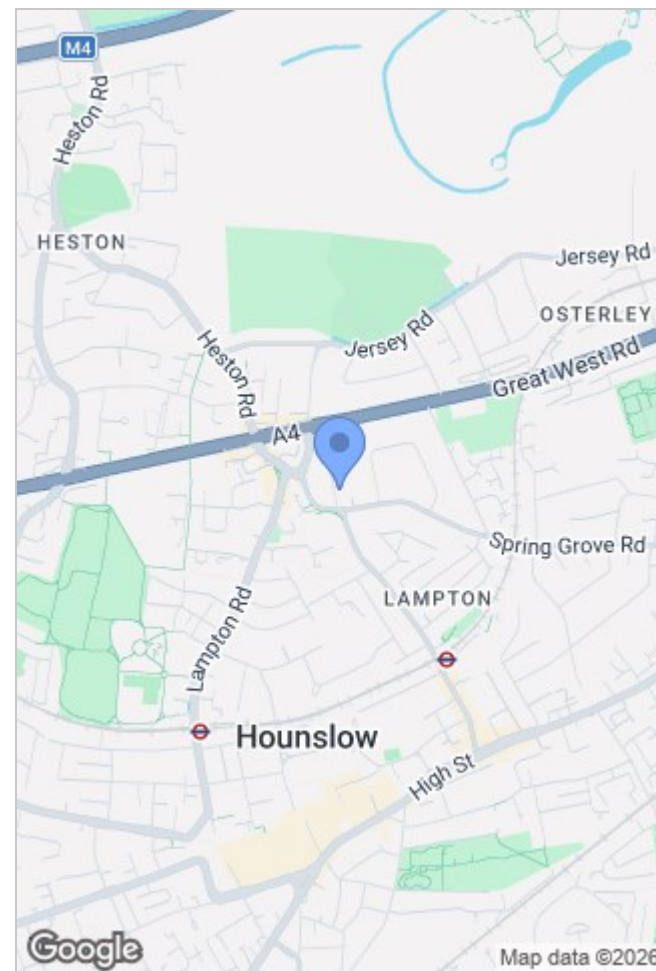 M4
Heston Rd
HESTON
Jersey Rd
OSTERLEY
Heston Rd
Jersey Rd
Great West Rd
A4
Spring Grove Rd
LAMPTON
Lampton Rd
Hounslow
High St
Google
Map data ©2026